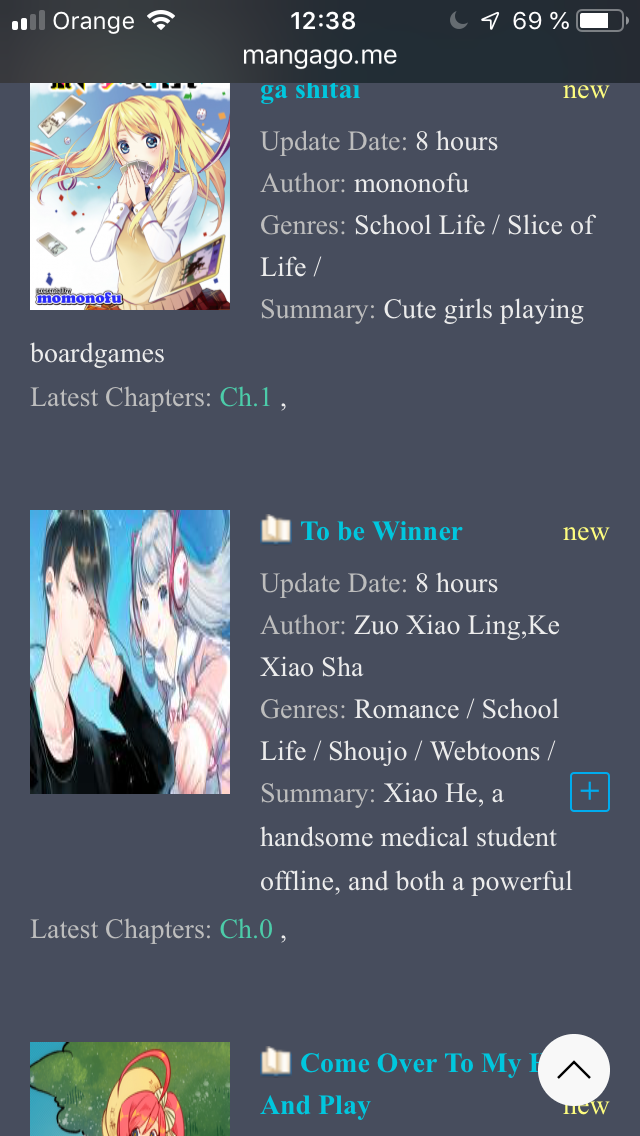 Orange 12:38 69 %
mangago.me
ga shitai new
Update Date: 8 hours
Author: mononofu
Genres: School Life / Slice of
Life /
Summary: Cute girls playing
presented by
momonofu
boardgames
Latest Chapters: Ch.1 ,
To be Winner new
Update Date: 8 hours
Author: Zuo Xiao Ling,Ke
Xiao Sha
Genres: Romance / School
Life / Shoujo / Webtoons /
Summary: Xiao He, a
handsome medical student
offline, and both a powerful
Latest Chapters: Ch.0 ,
Come Over To My
And Play new